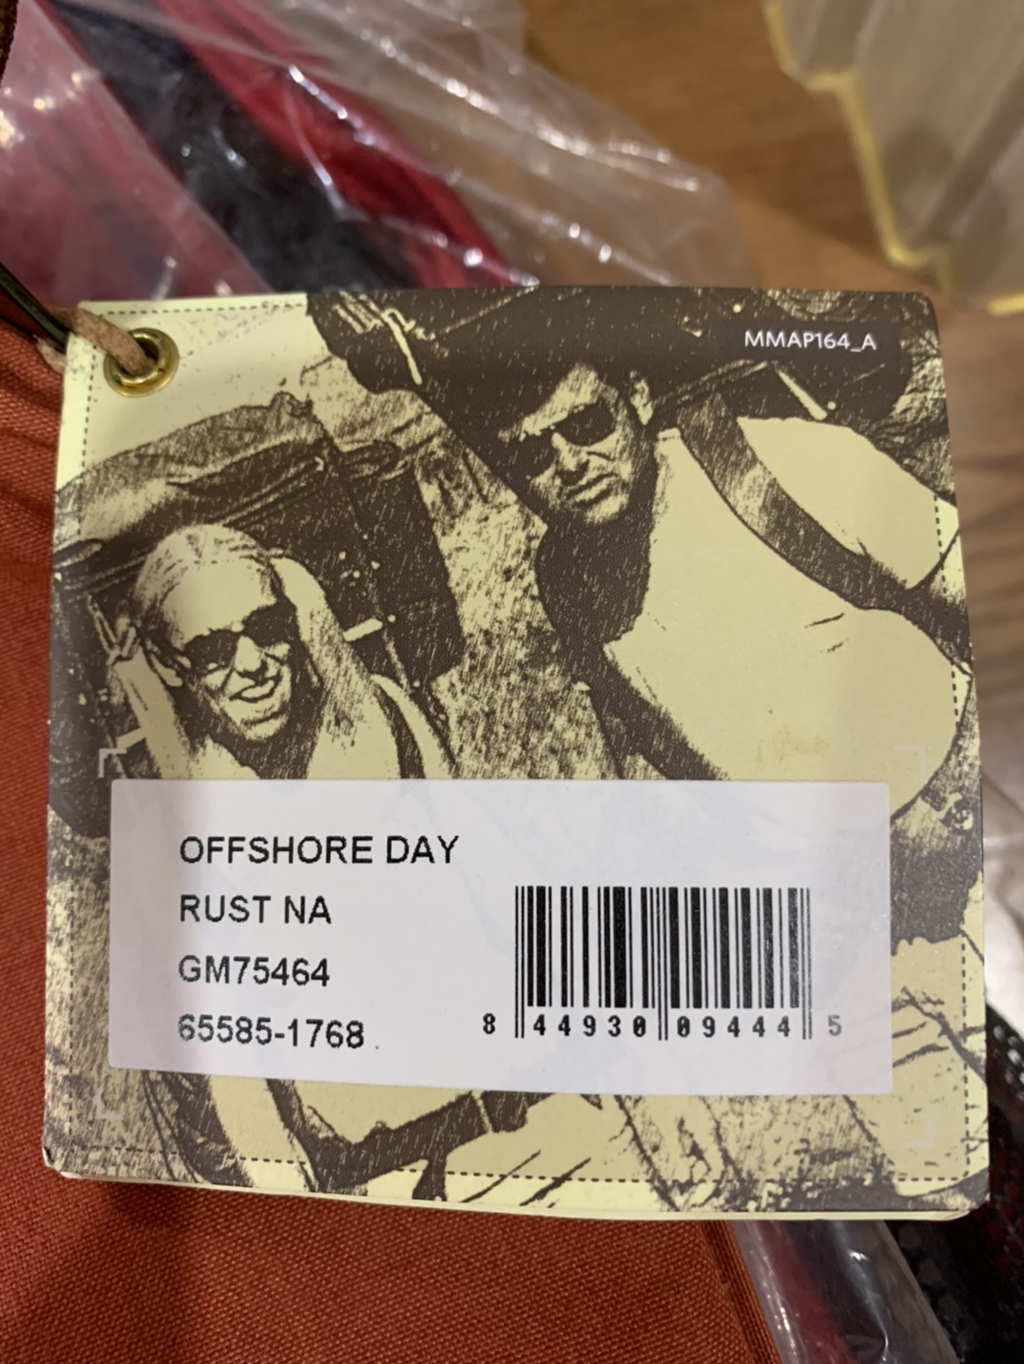 MMAP164_A
OFFSHORE DAY
RUST NA
GM75464
65585-1768
8 44930 09444 5